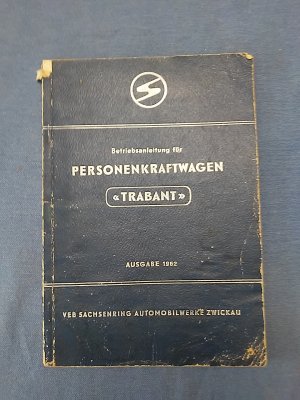 Betriebsanleitung für
PERSONENKRAFTWAGEN
«TRABANT»
AUSGABE 1962
VEB SACHSENRING AUTOMOBILWERKE ZWICKAU